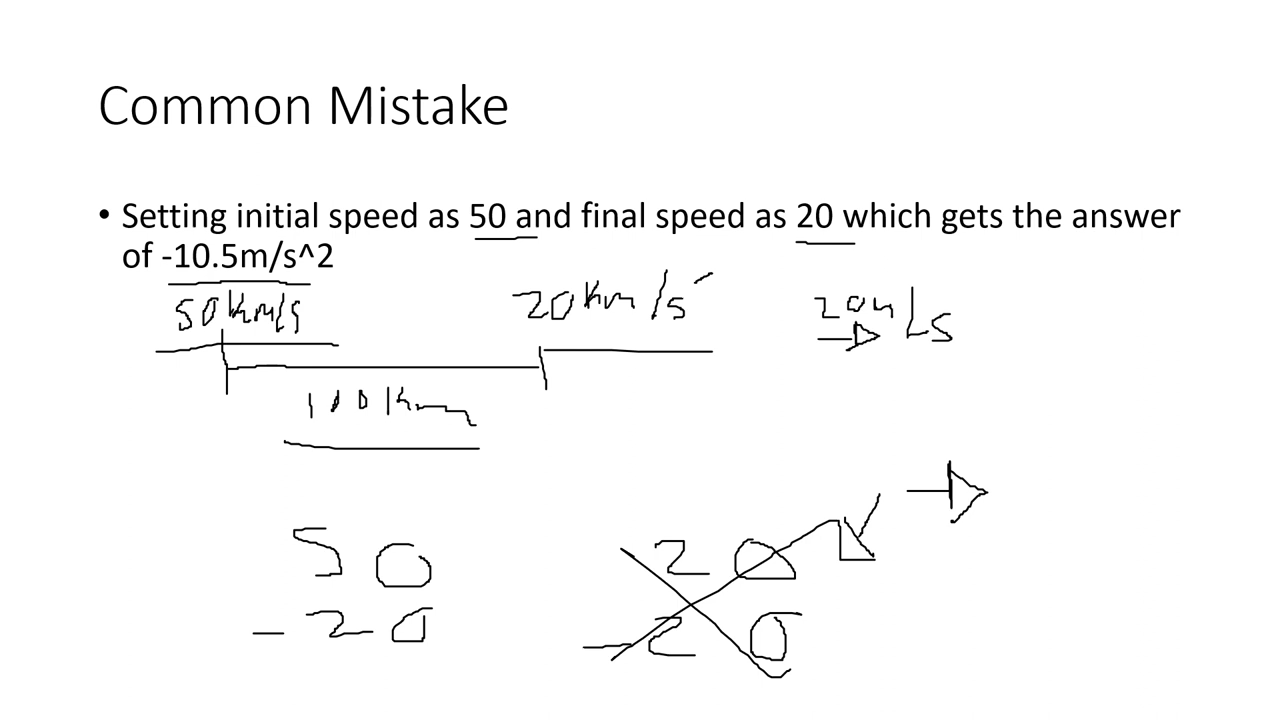 Common Mistake
• Setting initial speed as 50 and final speed as 20 which gets the answer
of -10.5m/s^2
50km/s 20km/s 20m/s
100km
50 20
-20 -20